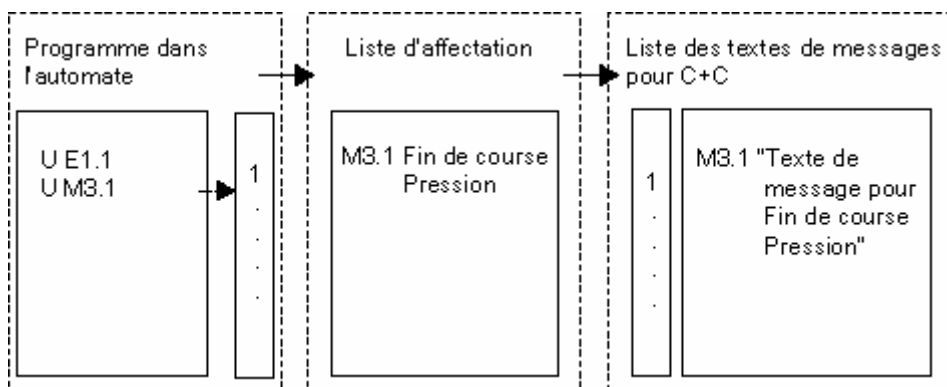 Programme dans
l'automate
U E1.1
U M3.1
1
.
.
.
.
Liste d'affectation
M3.1 Fin de course
Pression
Liste des textes de messages
pour C+C
1
.
.
.
.
M3.1 "Texte de
message pour
Fin de course
Pression"